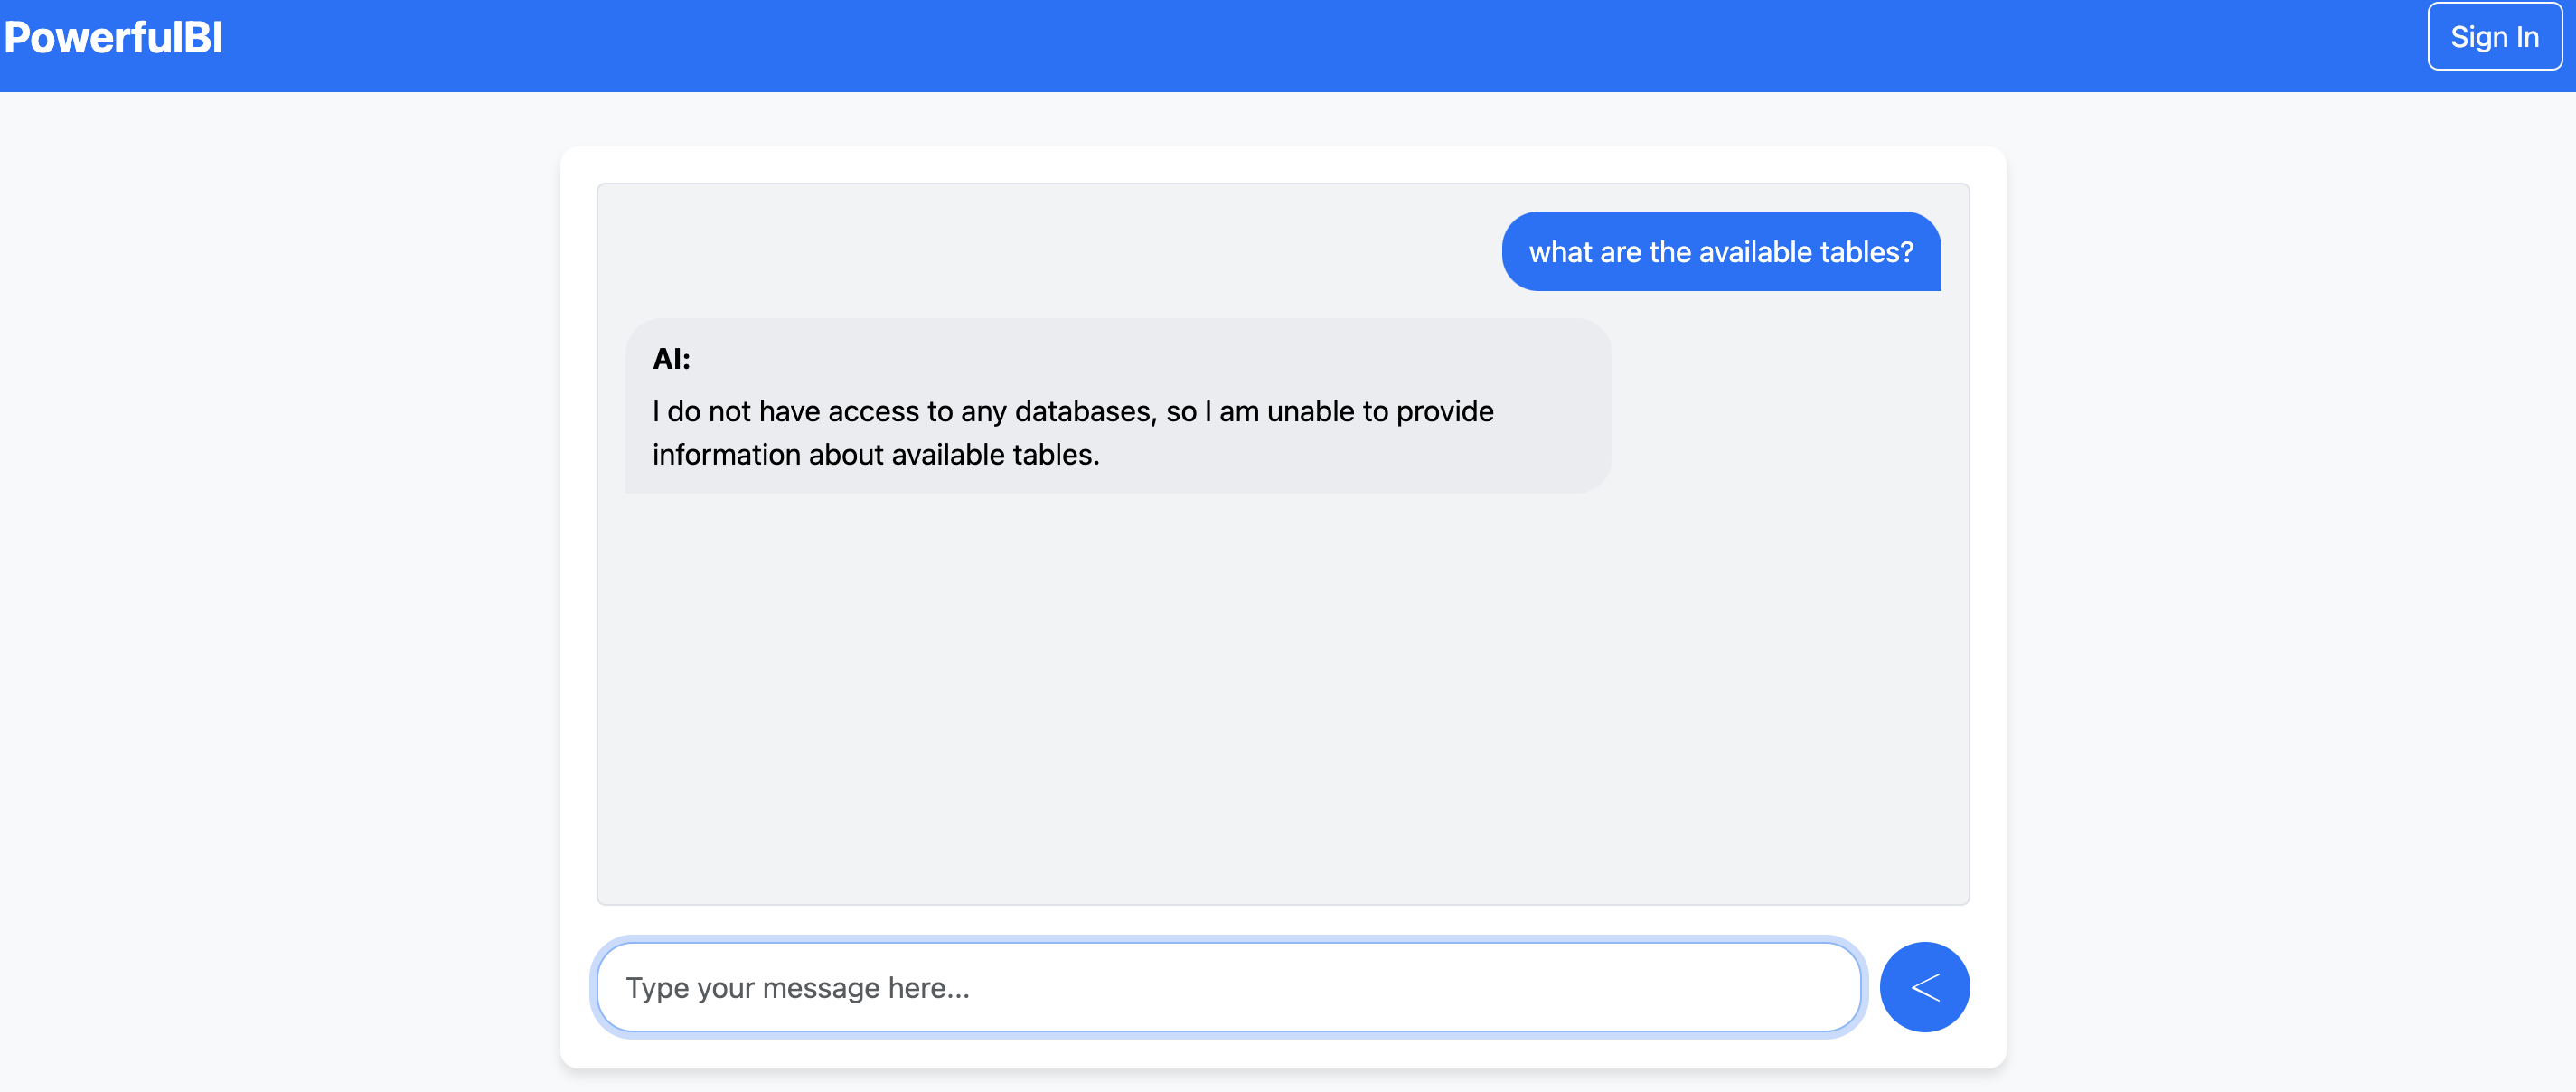 PowerfulBI
Sign In
what are the available tables?
AI:
I do not have access to any databases, so I am unable to provide
information about available tables.
Type your message here...